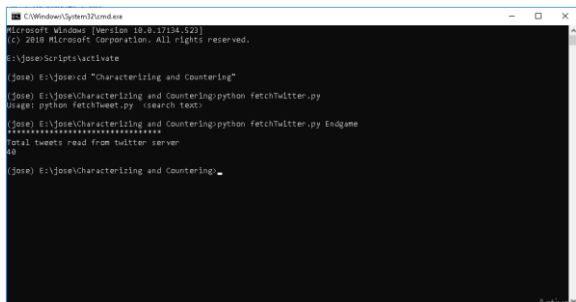 C:\Windows\System32\cmd.exe
Microsoft Windows [Version 10.0.17134.523]
(c) 2018 Microsoft Corporation. All rights reserved.
E:\jose>Scripts\activate
(jose) E:\jose>cd "Characterizing and Countering"
(jose) E:\jose\Characterizing and Countering>python fetchTwitter.py
Usage: python fetchTweet.py <search text>
(jose) E:\jose\Characterizing and Countering>python fetchTwitter.py Endgame
*********************************
Total tweets read from twitter server
40
(jose) E:\jose\Characterizing and Countering>